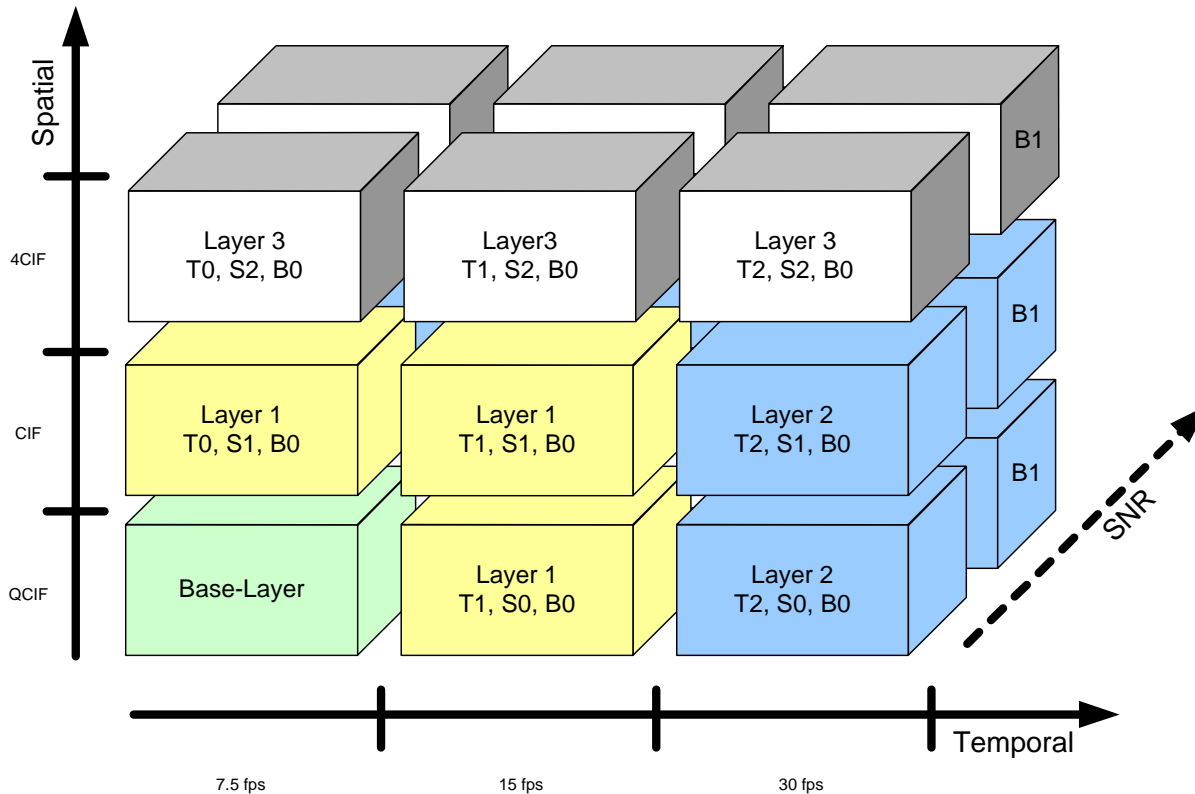 Spatial
B1
Layer 3
T0, S2, B0
Layer3
T1, S2, B0
Layer 3
T2, S2, B0
4CIF
B1
Layer 1
T0, S1, B0
Layer 1
T1, S1, B0
Layer 2
T2, S1, B0
CIF
B1
SNR
Base-Layer
Layer 1
T1, S0, B0
Layer 2
T2, S0, B0
QCIF
Temporal
7.5 fps
15 fps
30 fps